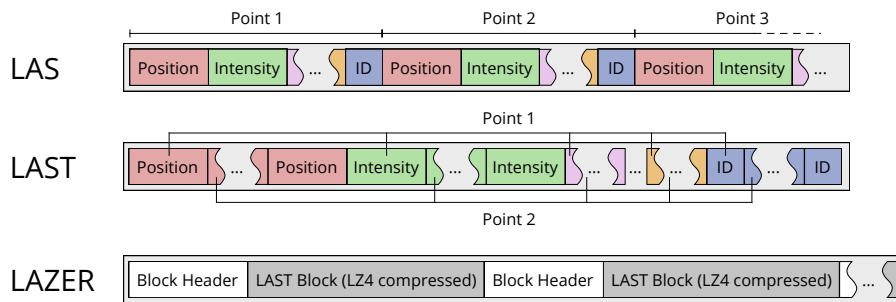 Point 1 Point 2 Point 3
LAS Position Intensity ... ID Position Intensity ... ID Position Intensity ...
Point 1
LAST Position ... Position Intensity ... Intensity ... ... ... ID ... ID
Point 2
LAZER Block Header LAST Block (LZ4 compressed) Block Header LAST Block (LZ4 compressed) ...